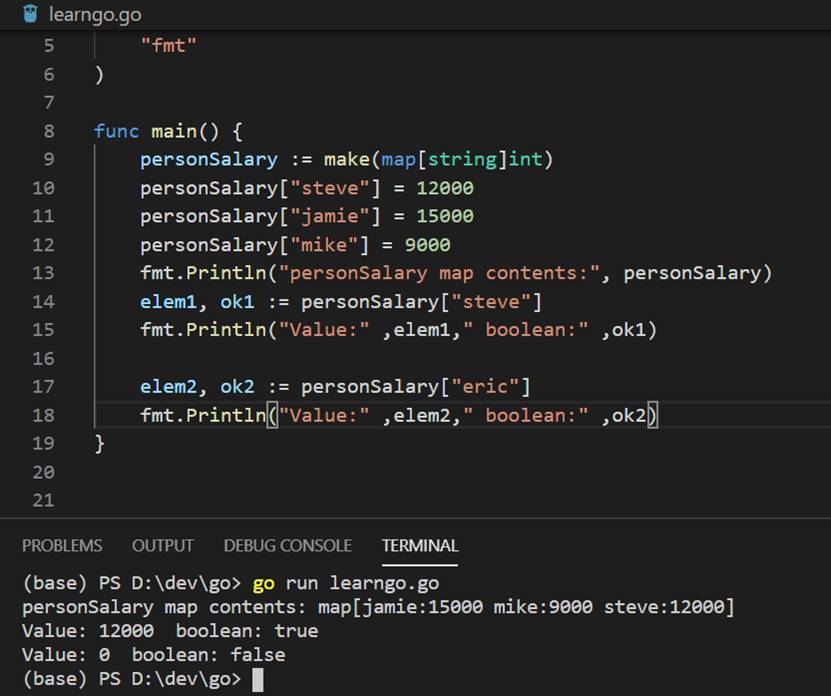 learngo.go
5 "fmt"
6 )
7
8 func main() {
9 personSalary := make(map[string]int)
10 personSalary["steve"] = 12000
11 personSalary["jamie"] = 15000
12 personSalary["mike"] = 9000
13 fmt.Println("personSalary map contents:", personSalary)
14 elem1, ok1 := personSalary["steve"]
15 fmt.Println("Value:" ,elem1," boolean:" ,ok1)
16
17 elem2, ok2 := personSalary["eric"]
18 fmt.Println("Value:" ,elem2," boolean:" ,ok2)
19 }
20
21
PROBLEMS OUTPUT DEBUG CONSOLE TERMINAL
(base) PS D:\dev\go> go run learngo.go
personSalary map contents: map[jamie:15000 mike:9000 steve:12000]
Value: 12000  boolean: true
Value: 0  boolean: false
(base) PS D:\dev\go>